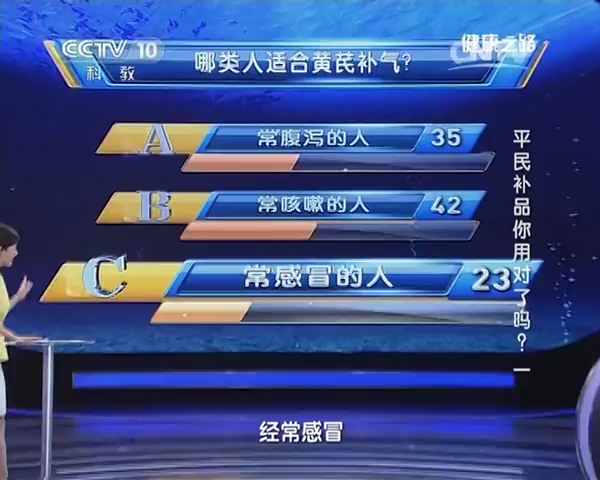 CCTV 10
科教
健康之路
CNTV
哪类人适合黄芪补气?
A 常腹泻的人 35
B 常咳嗽的人 42
C 常感冒的人 23
平民补品你用对了吗?一
经常感冒